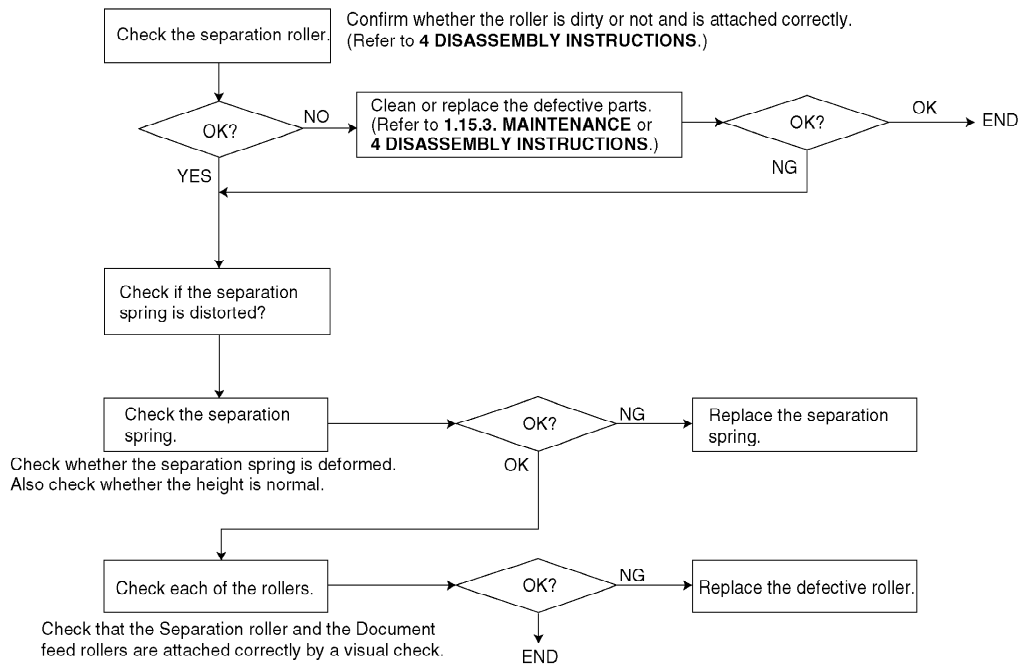 Check the separation roller.
Confirm whether the roller is dirty or not and is attached correctly.
(Refer to 4 DISASSEMBLY INSTRUCTIONS.)
OK?
NO
Clean or replace the defective parts.
(Refer to 1.15.3. MAINTENANCE or
4 DISASSEMBLY INSTRUCTIONS.)
OK?
OK
END
YES
NG
Check if the separation
spring is distorted?
Check the separation
spring.
OK?
NG
Replace the separation
spring.
Check whether the separation spring is deformed.
Also check whether the height is normal.
OK
Check each of the rollers.
OK?
NG
Replace the defective roller.
Check that the Separation roller and the Document
feed rollers are attached correctly by a visual check.
END